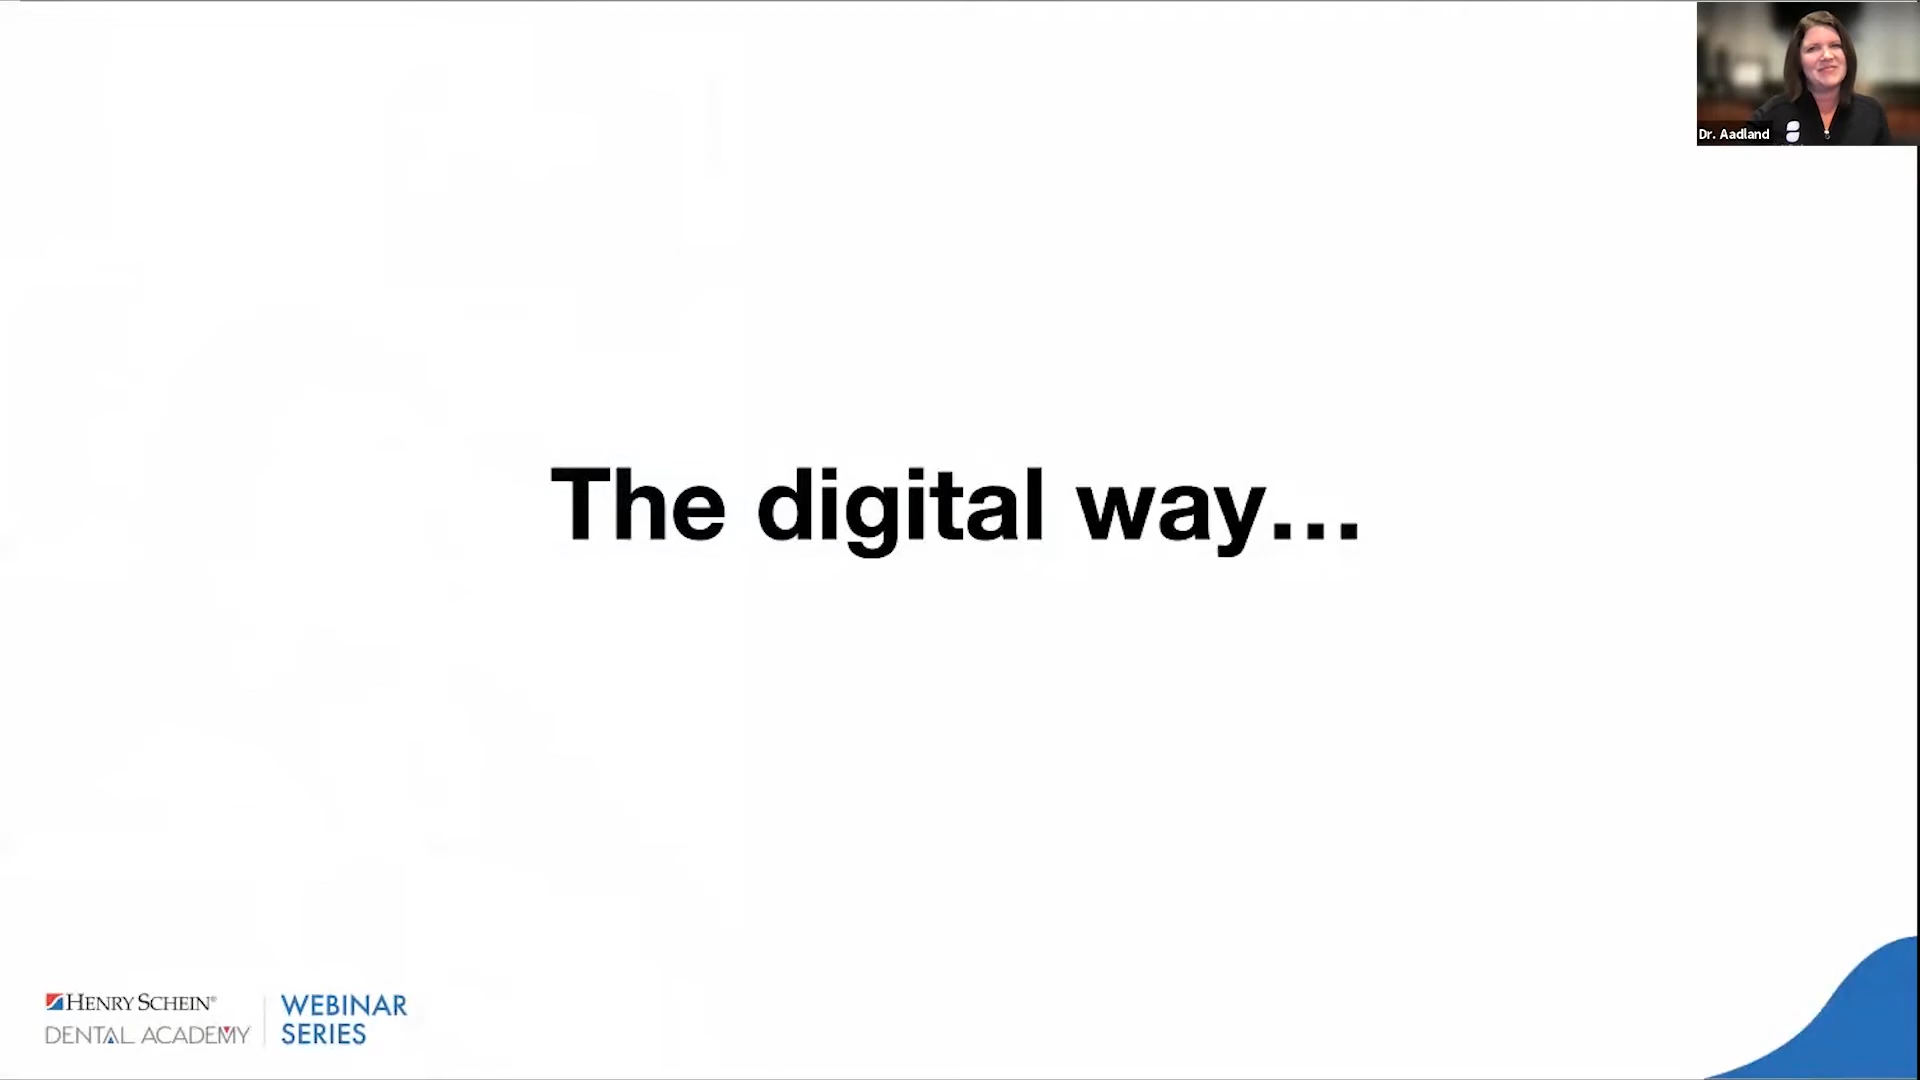 Dr. Aadland
The digital way...
HENRY SCHEIN®
DENTAL ACADEMY
WEBINAR
SERIES